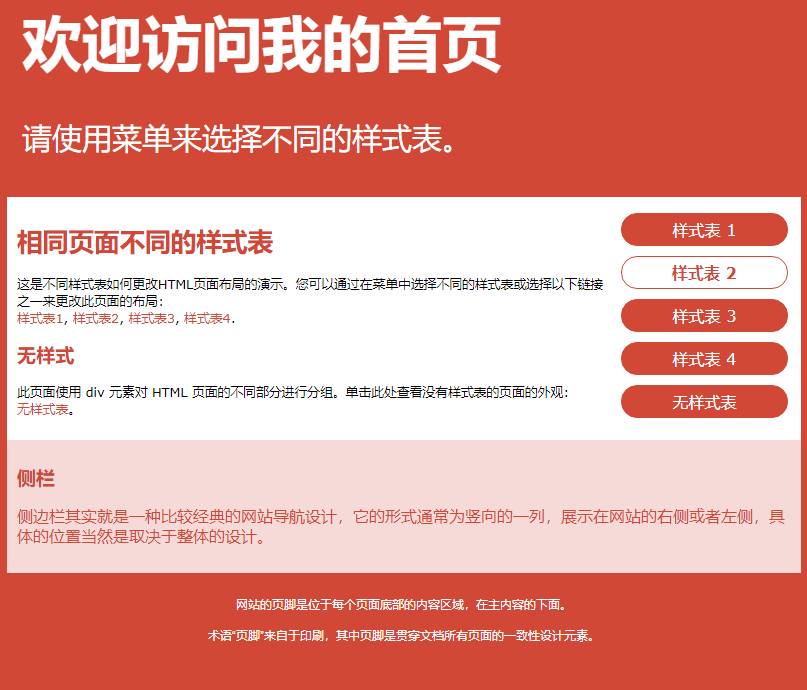 欢迎访问我的首页
请使用菜单来选择不同的样式表。
相同页面不同的样式表
这是不同样式表如何更改HTML页面布局的演示。您可以通过在菜单中选择不同的样式表或选择以下链接
之一来更改此页面的布局：
样式表1, 样式表2, 样式表3, 样式表4.
无样式
此页面使用 div 元素对 HTML 页面的不同部分进行分组。单击此处查看没有样式表的页面的外观：
无样式表。
样式表 1
样式表 2
样式表 3
样式表 4
无样式表
侧栏
侧边栏其实就是一种比较经典的网站导航设计，它的形式通常为竖向的一列，展示在网站的右侧或者左侧，具
体的位置当然是取决于整体的设计。
网站的页脚是位于每个页面底部的内容区域，在主内容的下面。
术语“页脚”来自于印刷，其中页脚是贯穿文档所有页面的一致性设计元素。